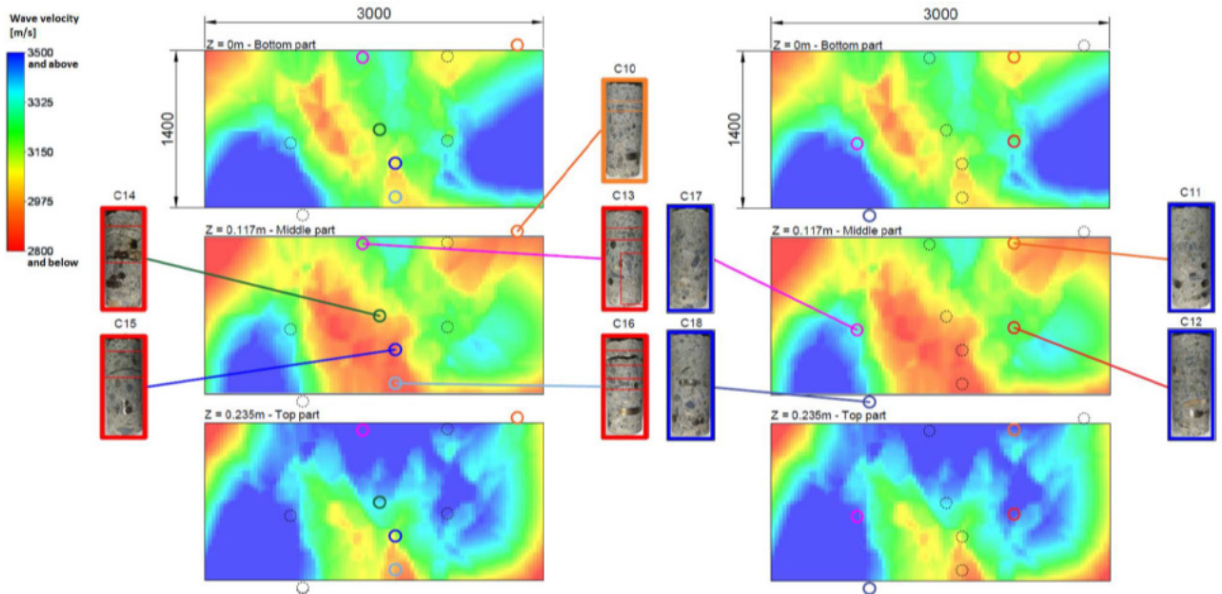 Wave velocity
[m/s]
3500
and above
3325
3150
2975
2800
and below
3000
Z = 0m - Bottom part
1400
C10
C14
C13
Z = 0.117m - Middle part
C15
C16
Z = 0.235m - Top part
3000
Z = 0m - Bottom part
1400
C17
C11
Z = 0.117m - Middle part
C18
C12
Z = 0.235m - Top part